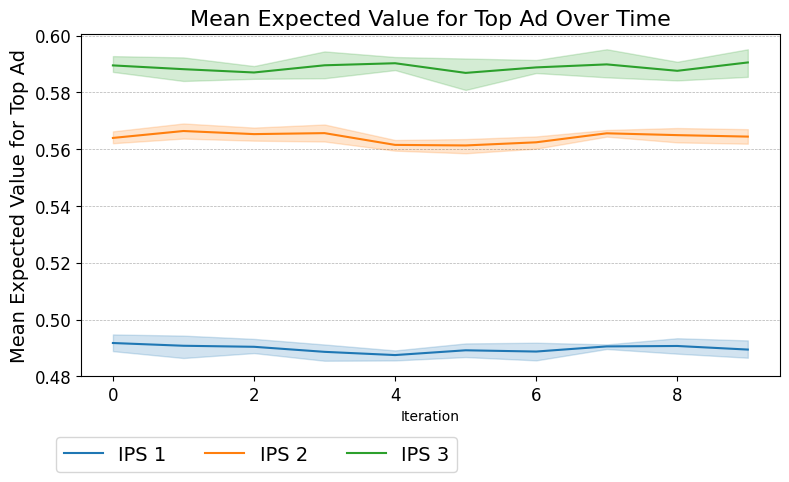 Mean Expected Value for Top Ad Over Time
Mean Expected Value for Top Ad
0.60
0.58
0.56
0.54
0.52
0.50
0.48
0 2 4 6 8
Iteration
IPS 1 IPS 2 IPS 3